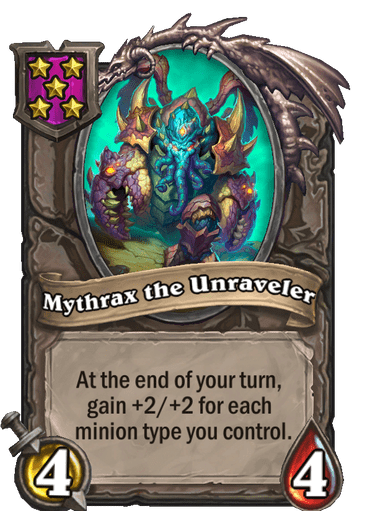 Mythrax the Unraveler
At the end of your turn,
gain +2/+2 for each
minion type you control.
4
4